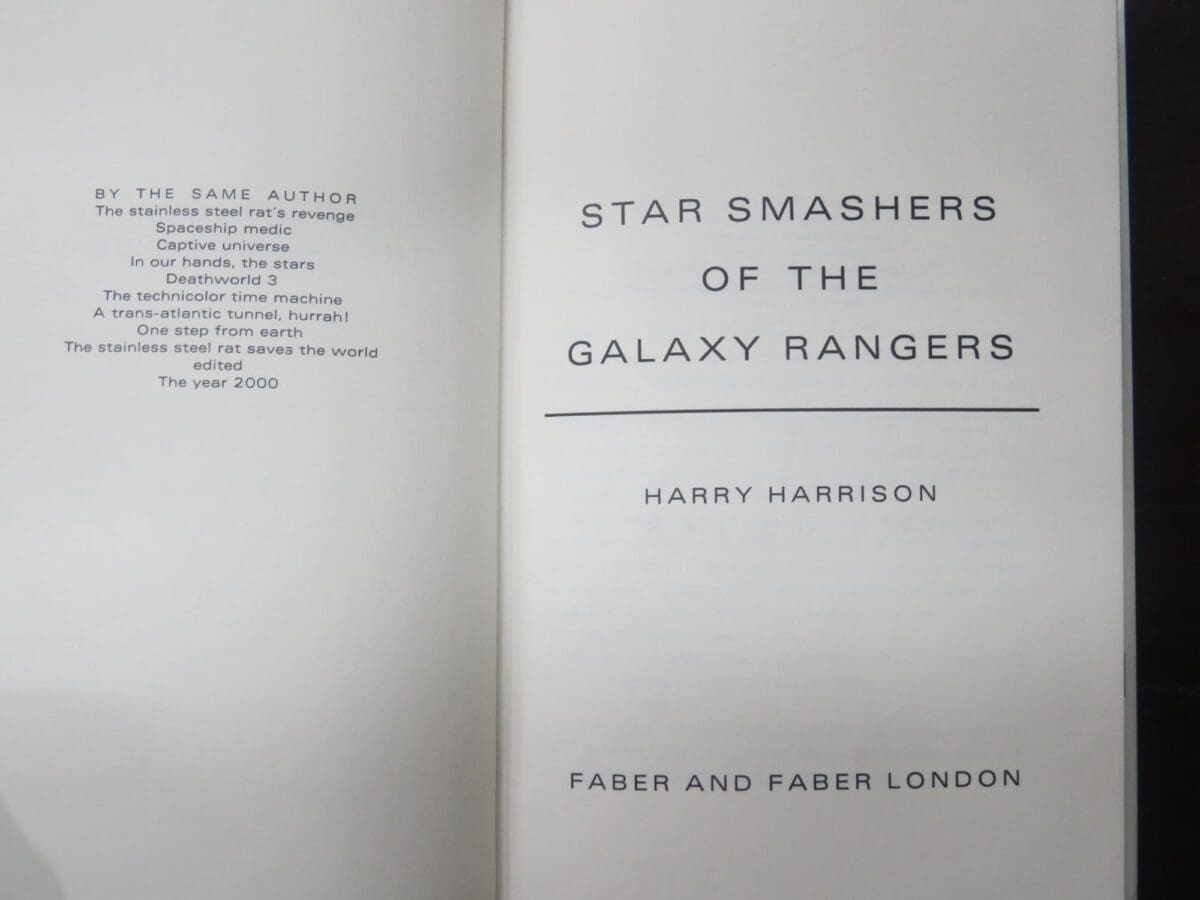 BY THE SAME AUTHOR
The stainless steel rat's revenge
Spaceship medic
Captive universe
In our hands, the stars
Deathworld 3
The technicolor time machine
A trans-atlantic tunnel, hurrah!
One step from earth
The stainless steel rat saves the world
edited
The year 2000
STAR SMASHERS
OF THE
GALAXY RANGERS
HARRY HARRISON
FABER AND FABER LONDON